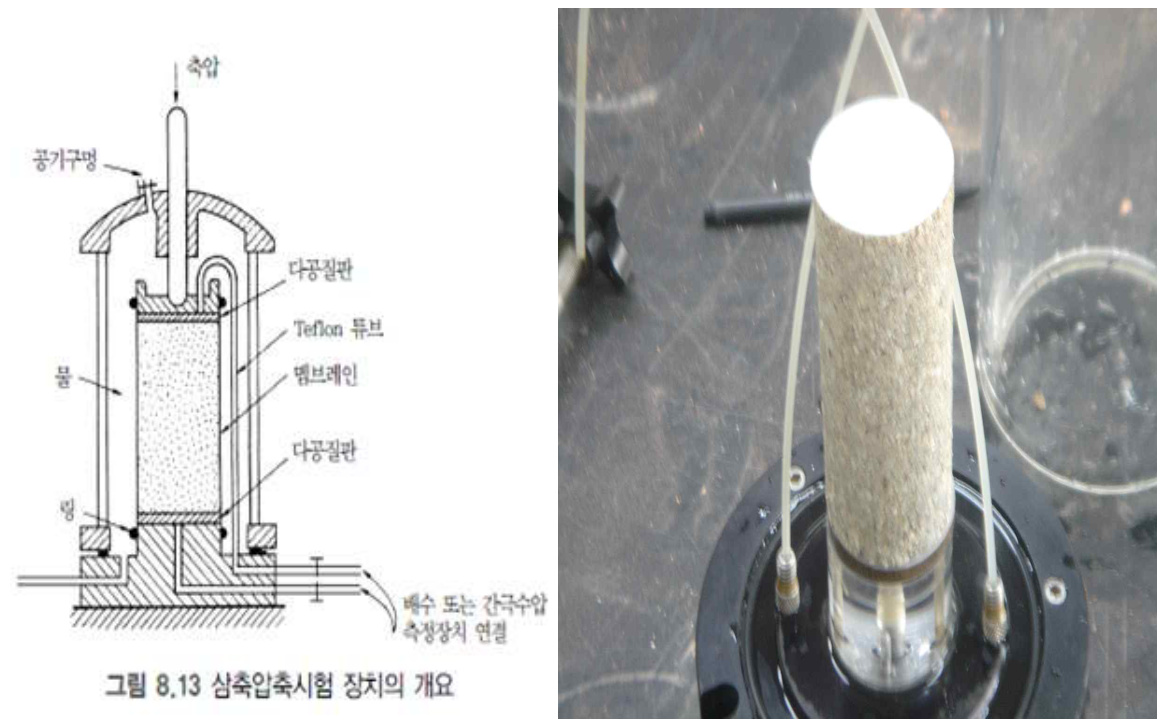 축압
공기구멍
다공질판
Teflon 튜브
물
멤브레인
다공질판
링
배수 또는 간극수압
측정장치 연결
그림 8.13 삼축압축시험 장치의 개요